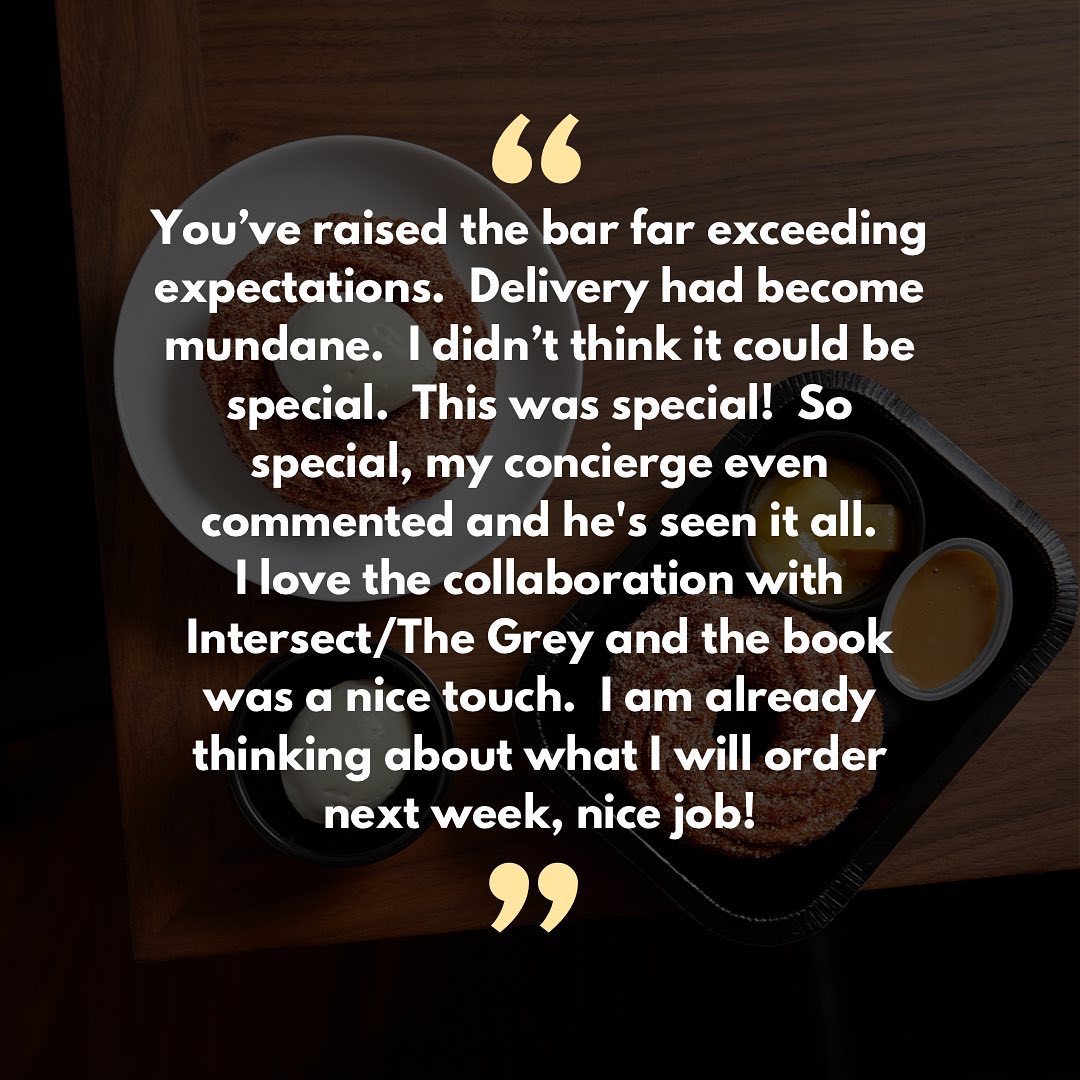 “
You’ve raised the bar far exceeding
expectations.  Delivery had become
mundane.  I didn’t think it could be
special.  This was special!  So
special, my concierge even
commented and he's seen it all.
I love the collaboration with
Intersect/The Grey and the book
was a nice touch.  I am already
thinking about what I will order
next week, nice job!
”